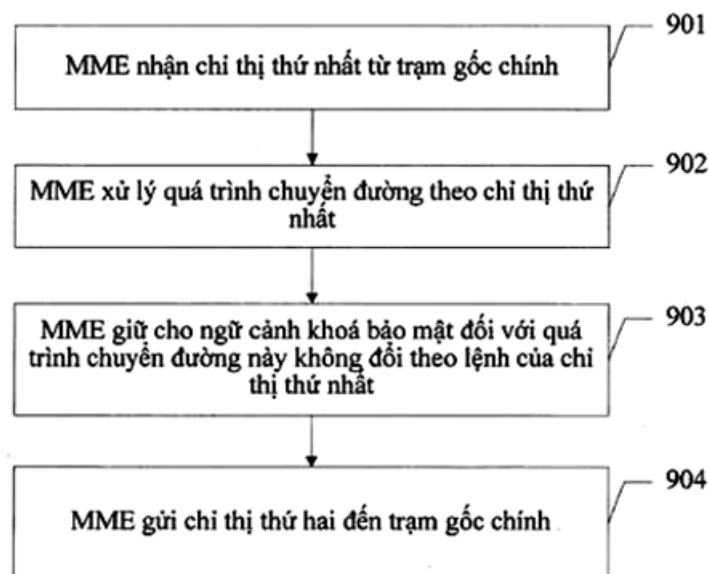 901
MME nhận chỉ thị thứ nhất từ trạm gốc chính
902
MME xử lý quá trình chuyển đường theo chỉ thị thứ
nhất
903
MME giữ cho ngữ cảnh khoá bảo mật đối với quá
trình chuyển đường này không đổi theo lệnh của chỉ
thị thứ nhất
904
MME gửi chỉ thị thứ hai đến trạm gốc chính